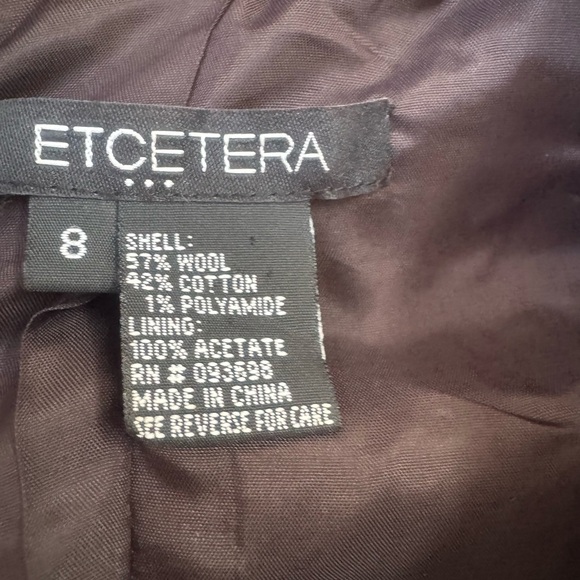 ETCETERA
8
SHELL:
57% WOOL
42% COTTON
1% POLYAMIDE
LINING:
100% ACETATE
RN # 093698
MADE IN CHINA
SEE REVERSE FOR CARE